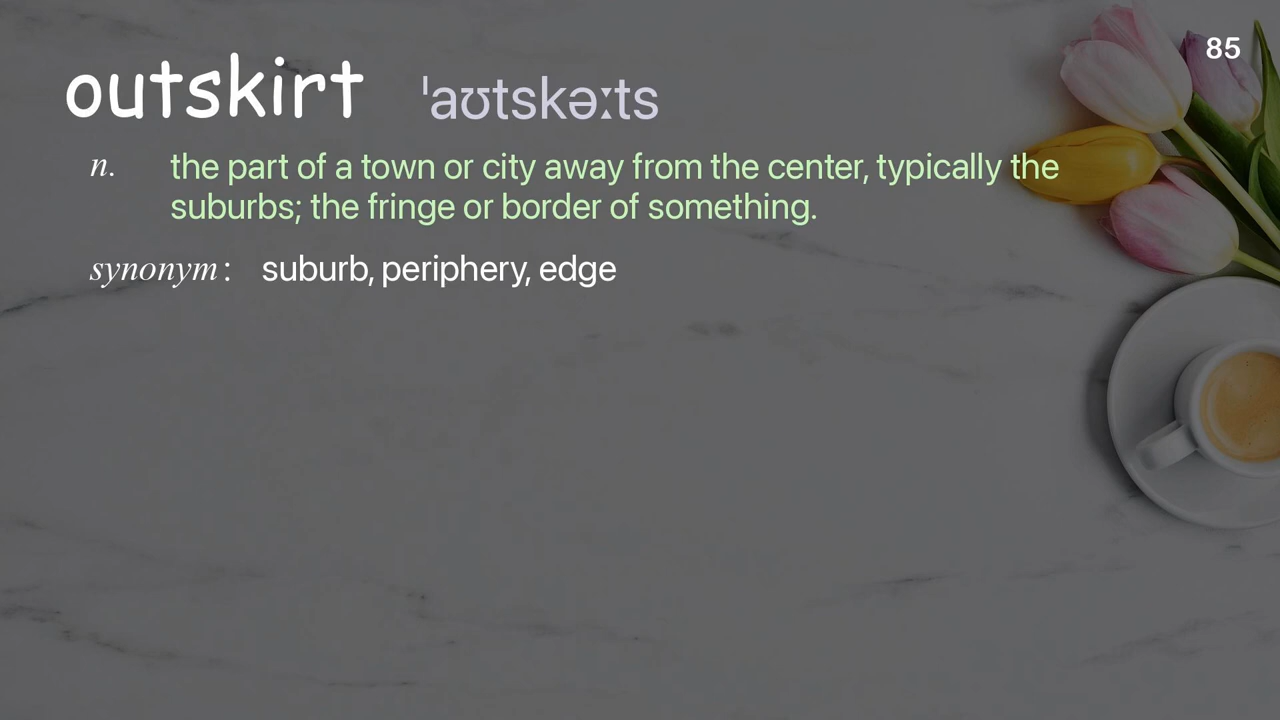 85
outskirt ˈaʊtskəːts
n. the part of a town or city away from the center, typically the
suburbs; the fringe or border of something.
synonym: suburb, periphery, edge